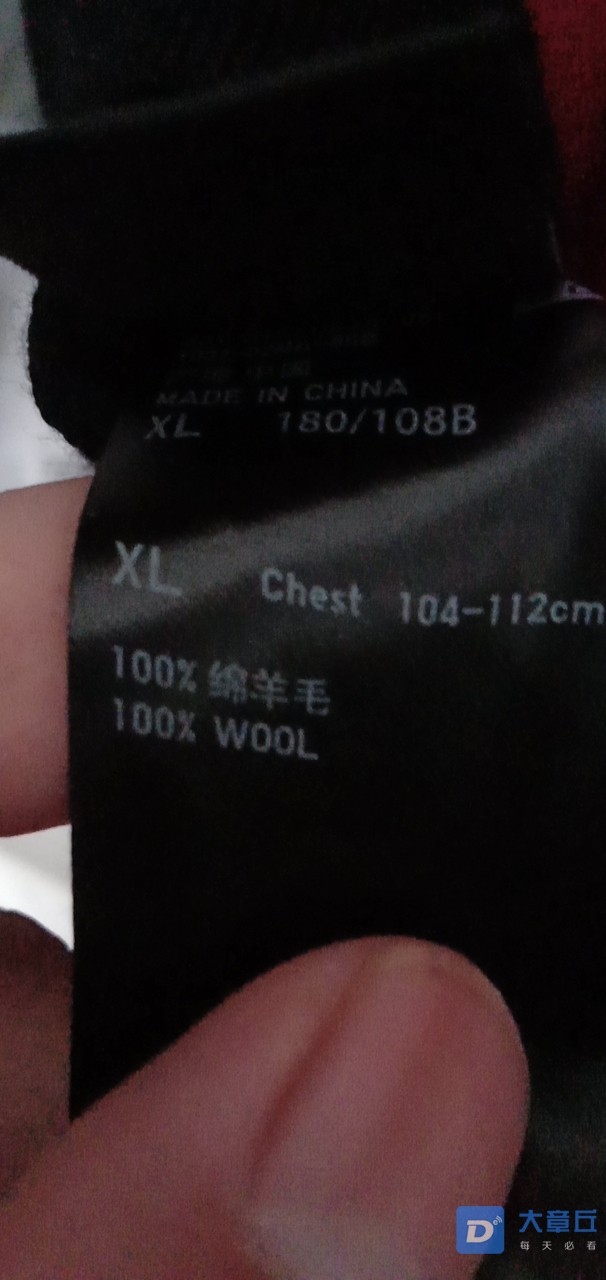 MADE IN CHINA
XL 180/108B
XL Chest 104-112cm
100% 绵羊毛
100% WOOL
大章丘
每天必看